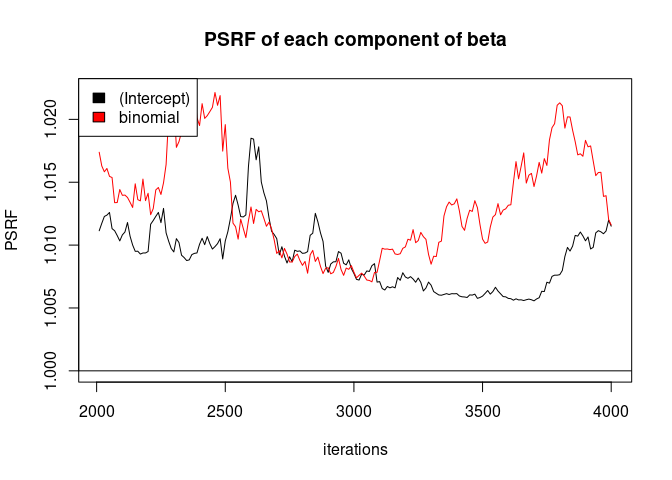 PSRF of each component of beta
(Intercept)
binomial
PSRF
1.020
1.015
1.010
1.005
1.000
2000 2500 3000 3500 4000
iterations